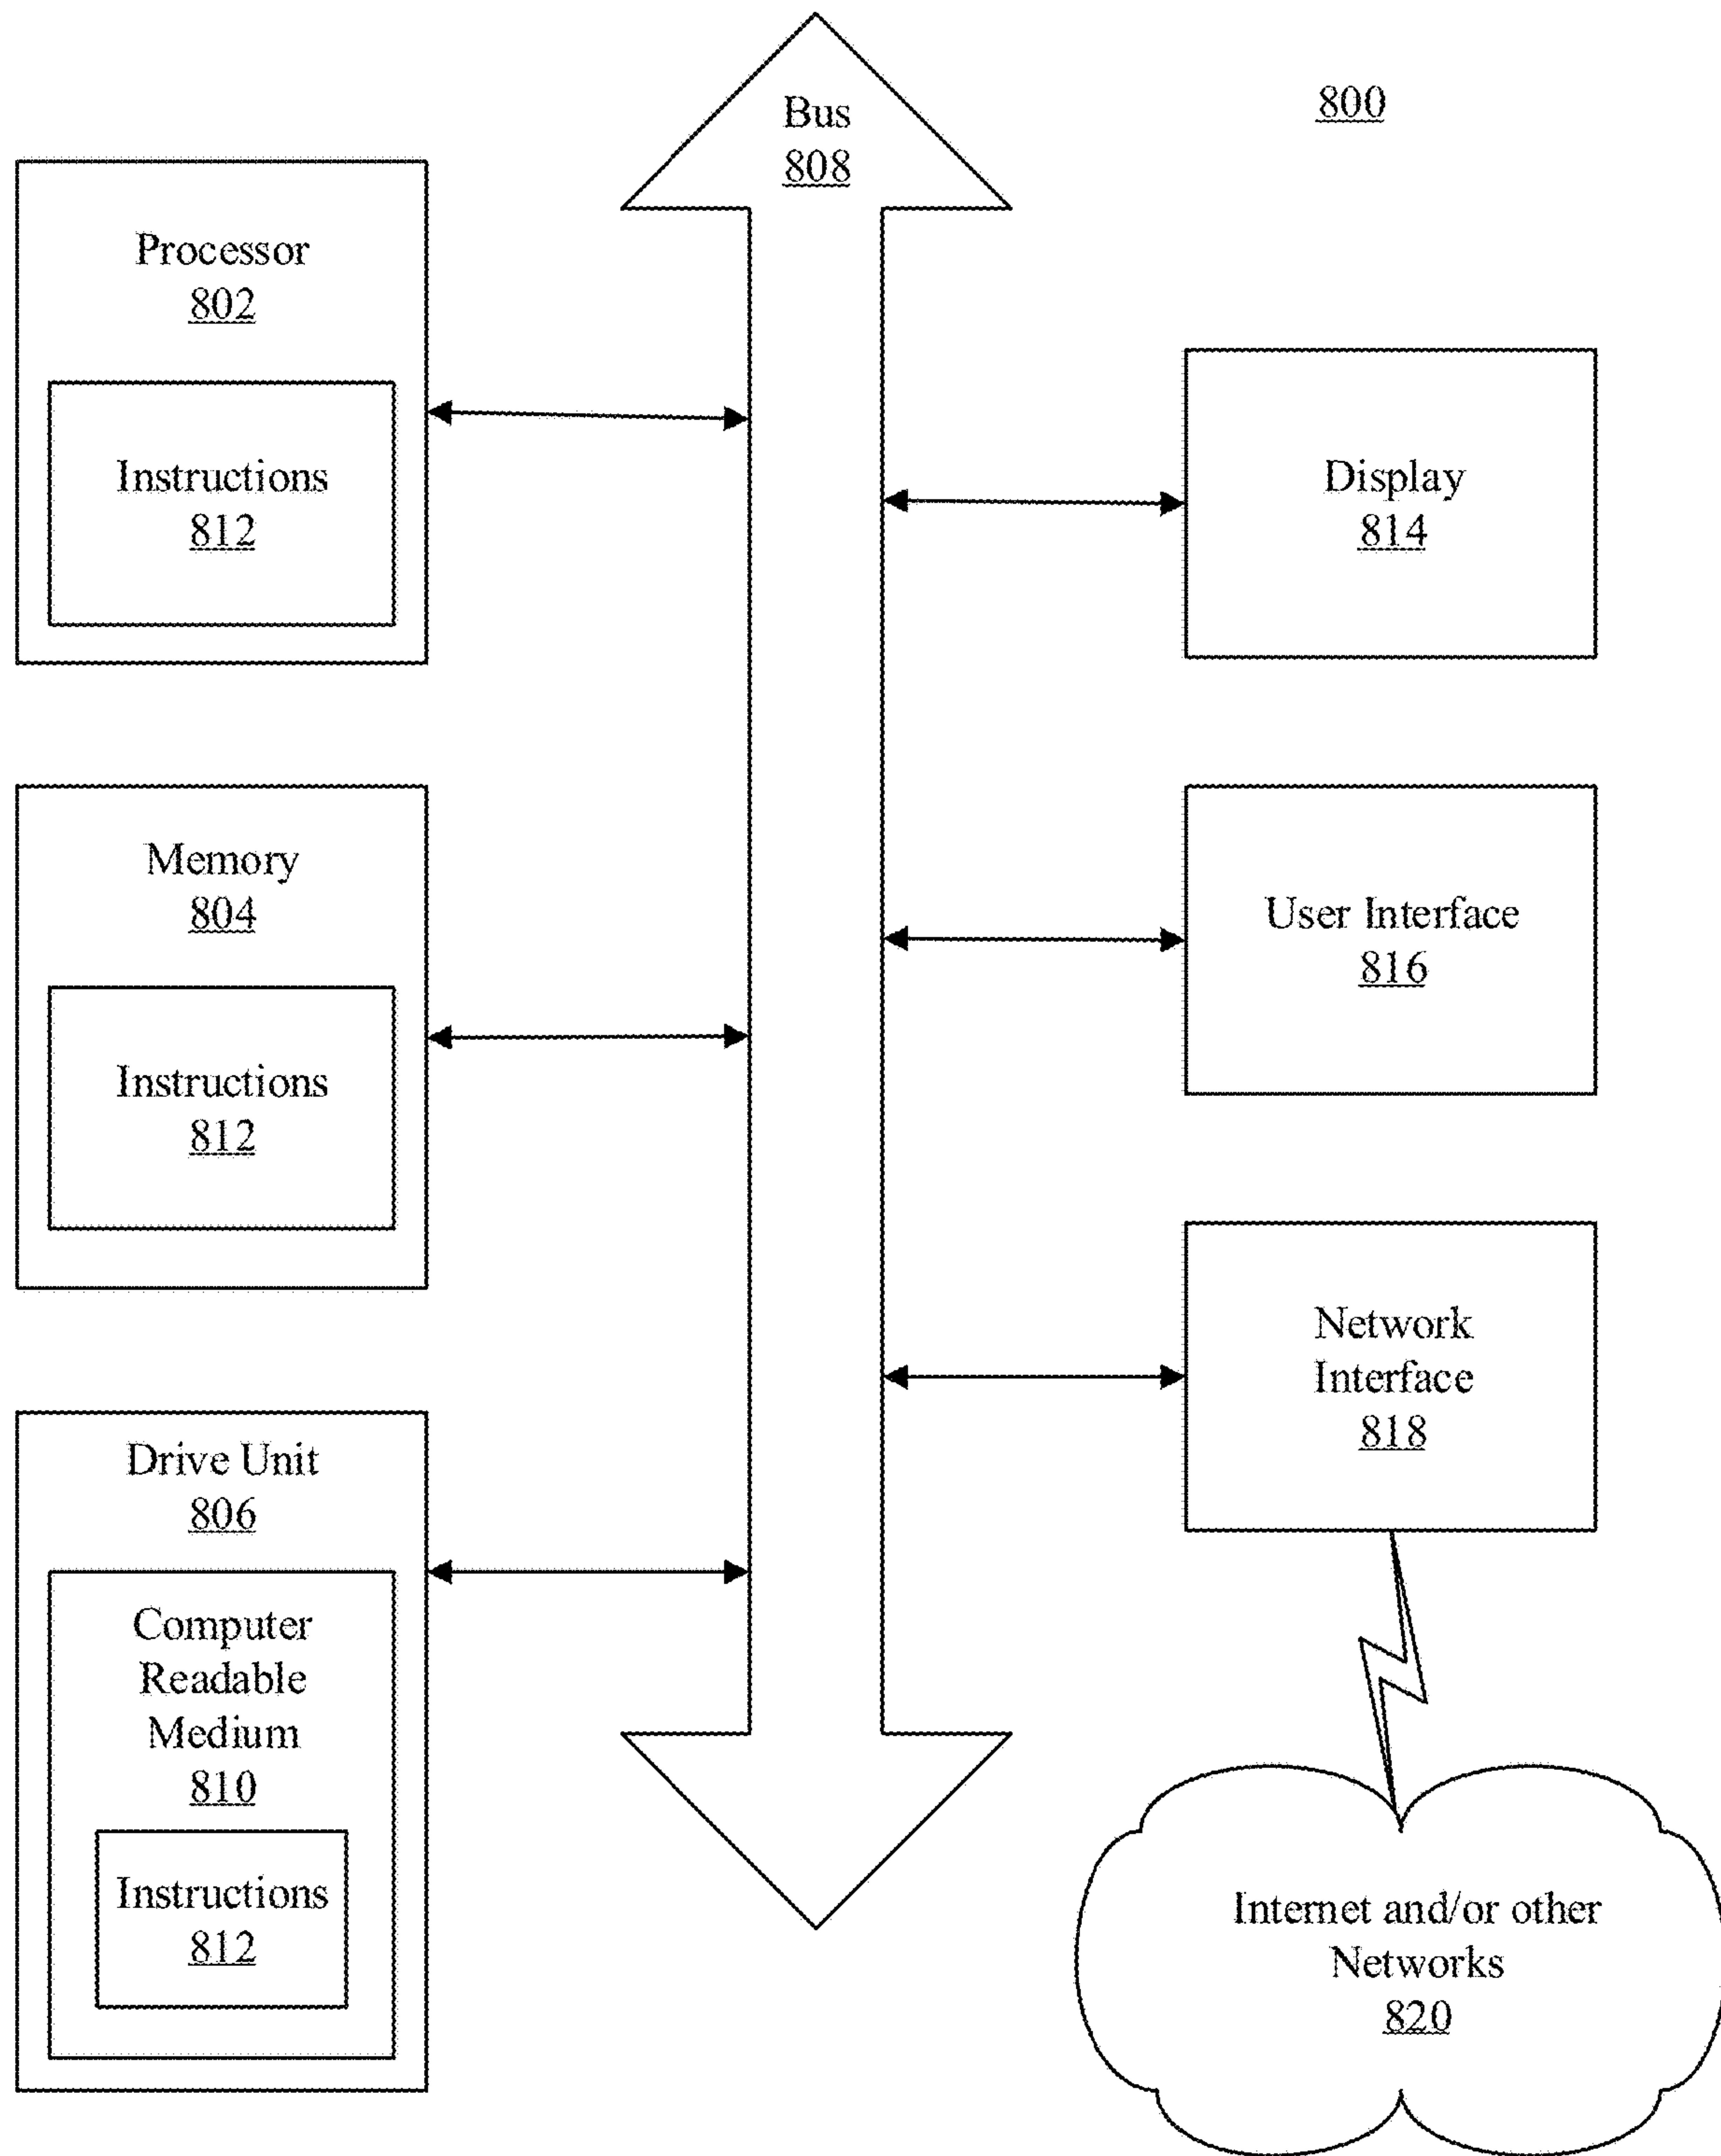 Bus
808
800
Processor
802
Instructions
812
Display
814
Memory
804
Instructions
812
User Interface
816
Network
Interface
818
Drive Unit
806
Computer
Readable
Medium
810
Instructions
812
Internet and/or other
Networks
820